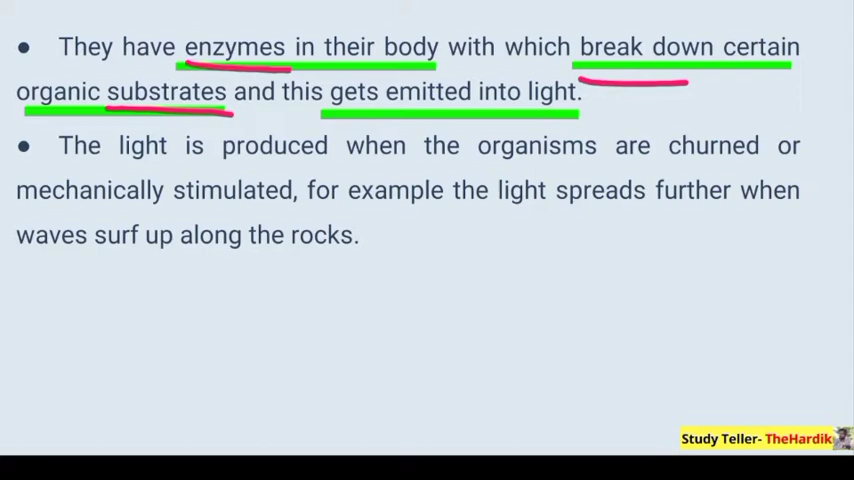 ● They have enzymes in their body with which break down certain
organic substrates and this gets emitted into light.
● The light is produced when the organisms are churned or
mechanically stimulated, for example the light spreads further when
waves surf up along the rocks.
Study Teller- TheHardik